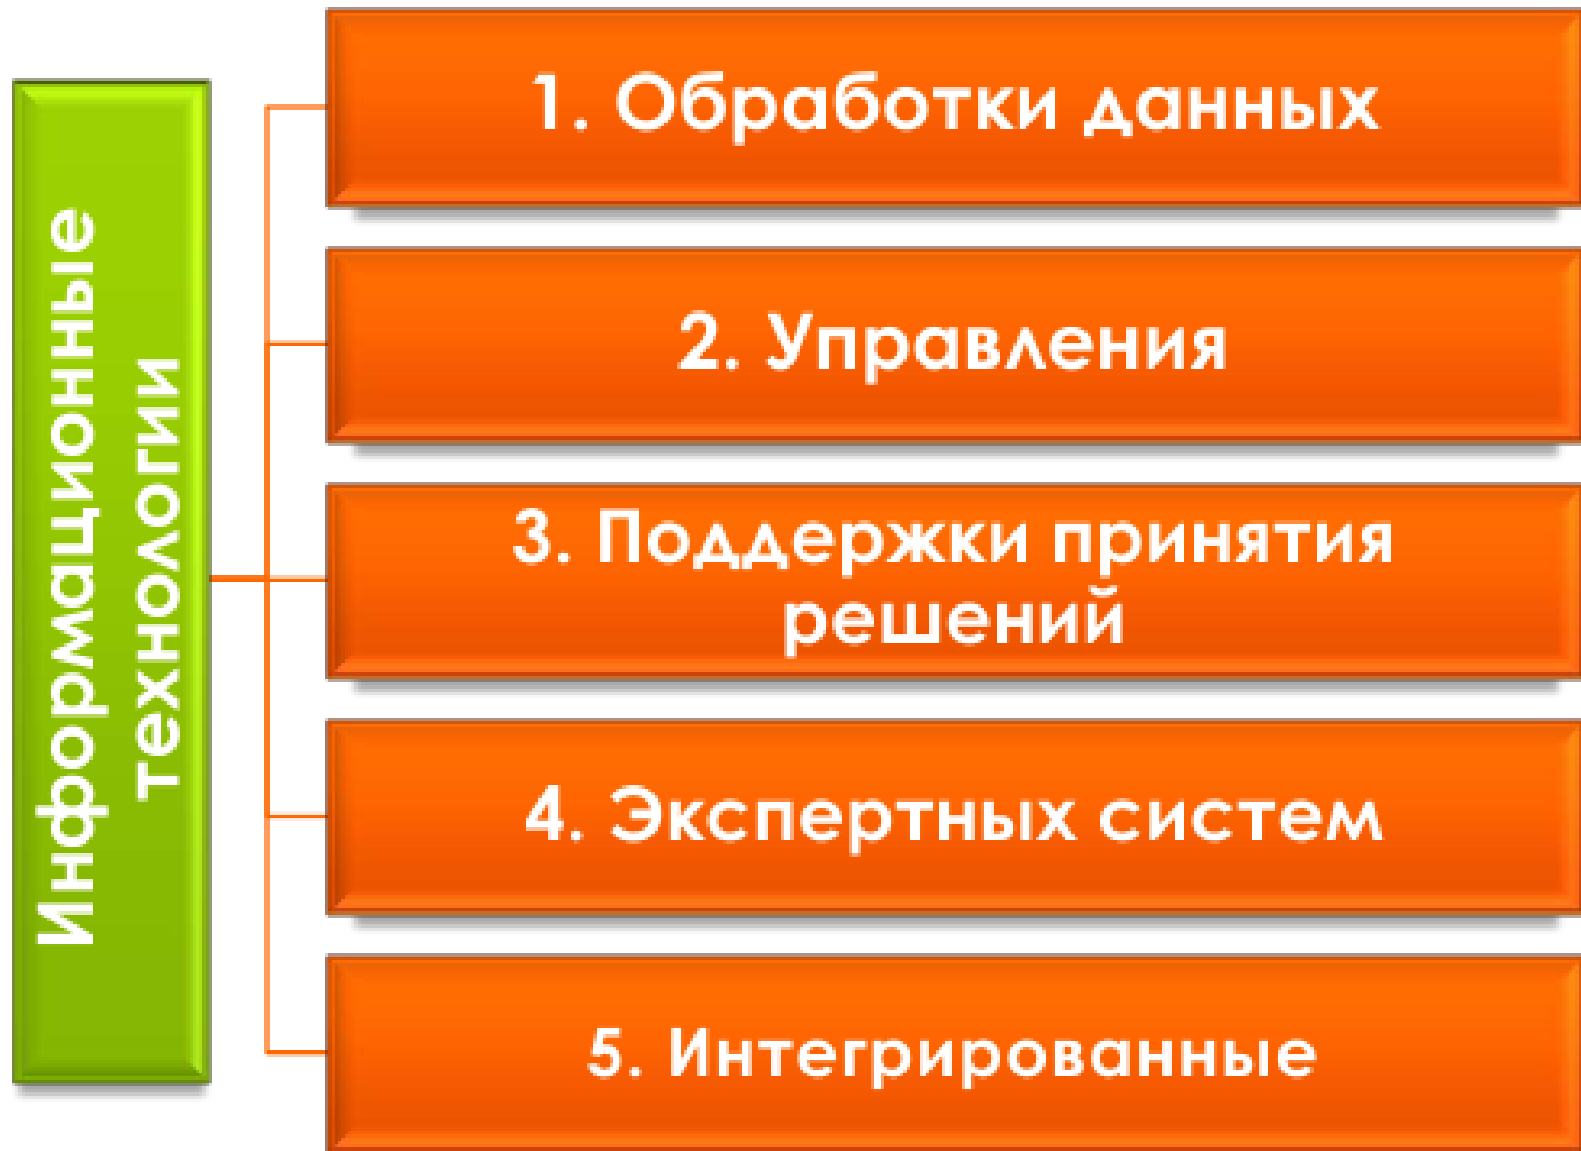 Информационные
технологии
1. Обработки данных
2. Управления
3. Поддержки принятия
решений
4. Экспертных систем
5. Интегрированные